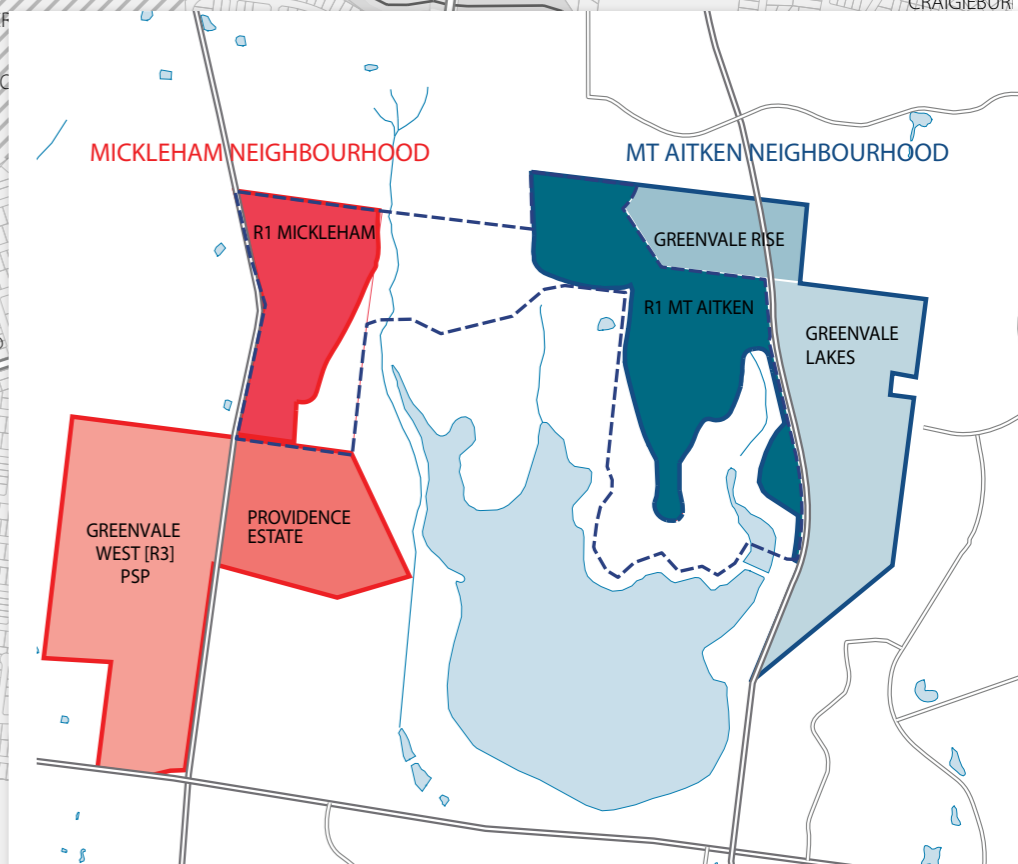 CRAIGIEBUR
MICKLEHAM NEIGHBOURHOOD
MT AITKEN NEIGHBOURHOOD
R1 MICKLEHAM
GREENVALE RISE
R1 MT AITKEN
GREENVALE
LAKES
GREENVALE
WEST [R3]
PSP
PROVIDENCE
ESTATE